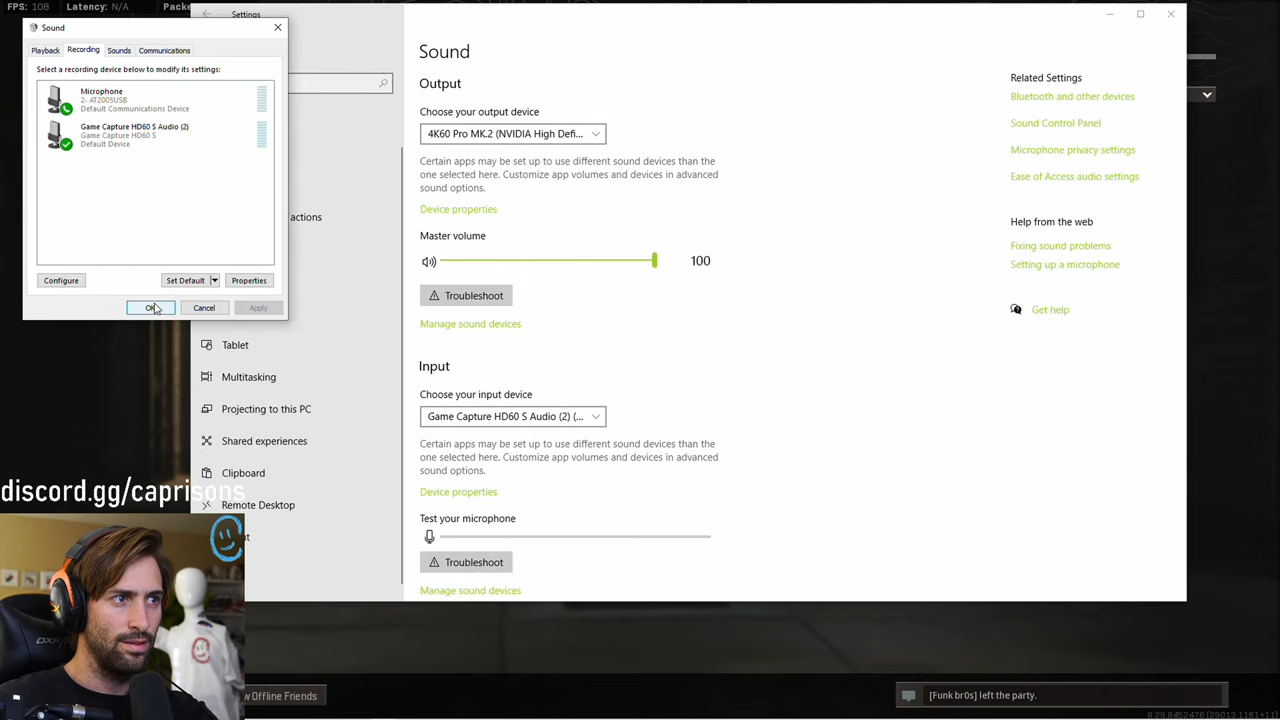 FPS: 108 Latency: N/A Packe
Settings
Sound
Playback Recording Sounds Communications
Select a recording device below to modify its settings:
Microphone
2- AT2005USB
Default Communications Device
Game Capture HD60 S Audio (2)
Game Capture HD60 S
Default Device
Configure Set Default Properties
OK Cancel Apply
actions
Tablet
Multitasking
Projecting to this PC
Shared experiences
Clipboard
Remote Desktop
Sound
Output
Choose your output device
4K60 Pro MK.2 (NVIDIA High Defi...
Certain apps may be set up to use different sound devices than the
one selected here. Customize app volumes and devices in advanced
sound options.
Device properties
Master volume
100
Troubleshoot
Manage sound devices
Input
Choose your input device
Game Capture HD60 S Audio (2) (...
Certain apps may be set up to use different sound devices than the
one selected here. Customize app volumes and devices in advanced
sound options.
Device properties
Test your microphone
Troubleshoot
Manage sound devices
Related Settings
Bluetooth and other devices
Sound Control Panel
Microphone privacy settings
Ease of Access audio settings
Help from the web
Fixing sound problems
Setting up a microphone
Get help
discord.gg/caprisons
DXR
w Offline Friends
[Funk br0s] left the party.